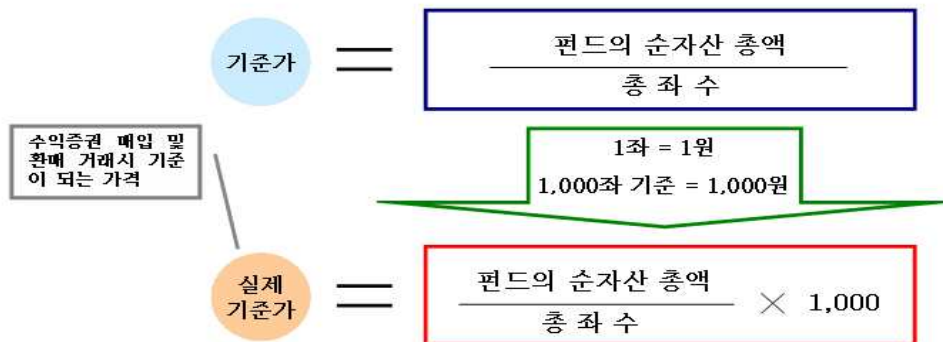 기준가
=
펀드의 순자산 총액
총 좌 수
수익증권 매입 및
환매 거래시 기준
이 되는 가격
1좌 = 1원
1,000좌 기준 = 1,000원
실제
기준가
=
펀드의 순자산 총액
총 좌 수
× 1,000